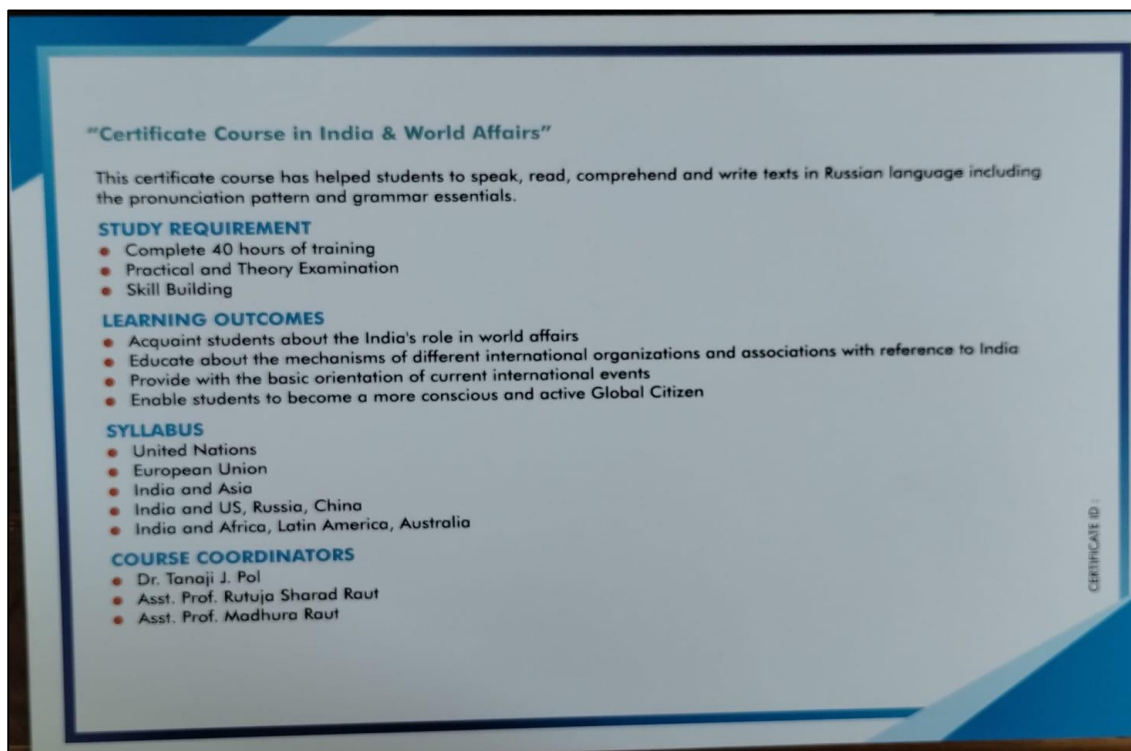 "Certificate Course in India & World Affairs"
This certificate course has helped students to speak, read, comprehend and write texts in Russian language including
the pronunciation pattern and grammar essentials.
STUDY REQUIREMENT
• Complete 40 hours of training
• Practical and Theory Examination
• Skill Building
LEARNING OUTCOMES
• Acquaint students about the India's role in world affairs
• Educate about the mechanisms of different international organizations and associations with reference to India
• Provide with the basic orientation of current international events
• Enable students to become a more conscious and active Global Citizen
SYLLABUS
• United Nations
• European Union
• India and Asia
• India and US, Russia, China
• India and Africa, Latin America, Australia
COURSE COORDINATORS
• Dr. Tanaji J. Pol
• Asst. Prof. Rutuja Sharad Raut
• Asst. Prof. Madhura Raut
CERTIFICATE ID :